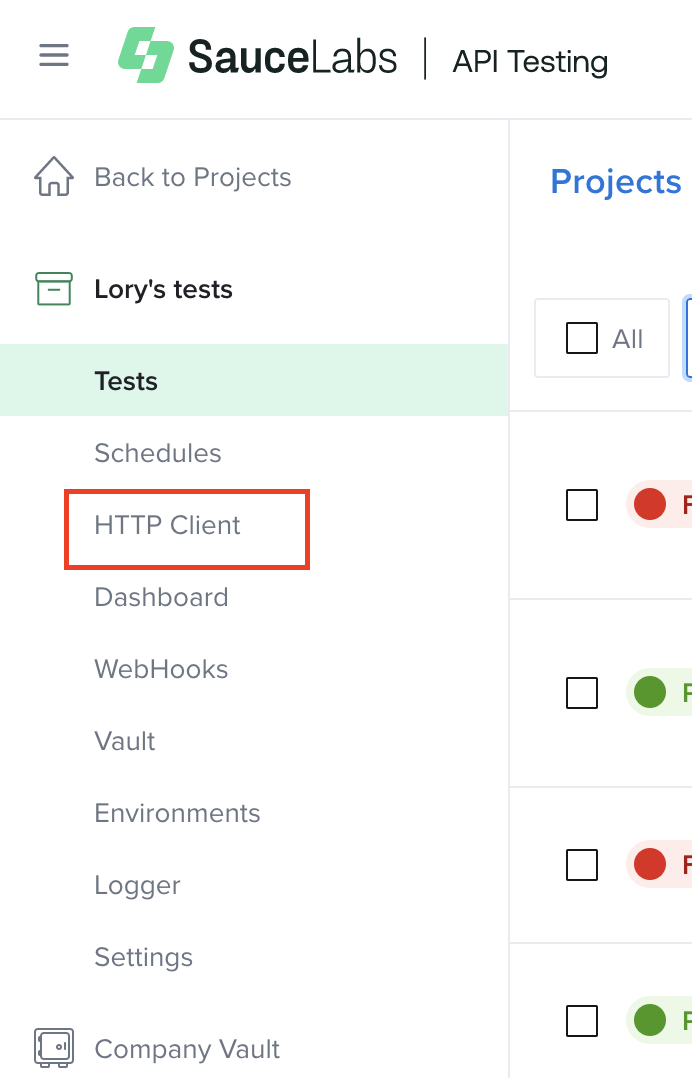 SauceLabs | API Testing
Back to Projects
Lory's tests
Tests
Schedules
HTTP Client
Dashboard
WebHooks
Vault
Environments
Logger
Settings
Company Vault
Projects
All
F
P
F
P